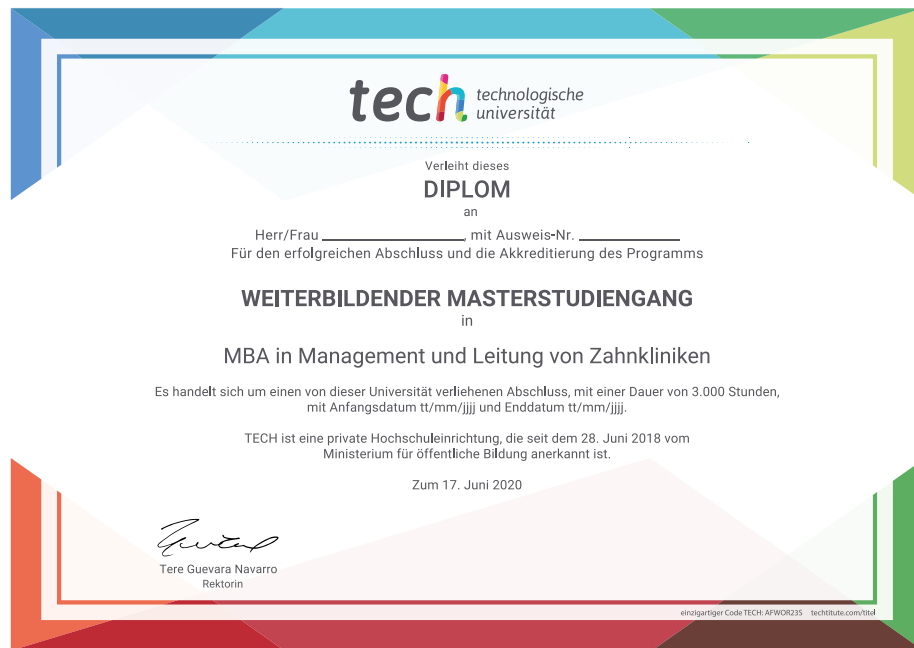 tech technologische
universität
Verleiht dieses
DIPLOM
an
Herr/Frau ____________, mit Ausweis-Nr. ____________
Für den erfolgreichen Abschluss und die Akkreditierung des Programms
WEITERBILDENDER MASTERSTUDIENGANG
in
MBA in Management und Leitung von Zahnkliniken
Es handelt sich um einen von dieser Universität verliehenen Abschluss, mit einer Dauer von 3.000 Stunden,
mit Anfangsdatum tt/mm/jjjj und Enddatum tt/mm/jjjj.
TECH ist eine private Hochschuleinrichtung, die seit dem 28. Juni 2018 vom
Ministerium für öffentliche Bildung anerkannt ist.
Zum 17. Juni 2020
Tere Guevara Navarro
Rektorin
einzigartiger Code TECH: AFWOR23S techtitute.com/titel